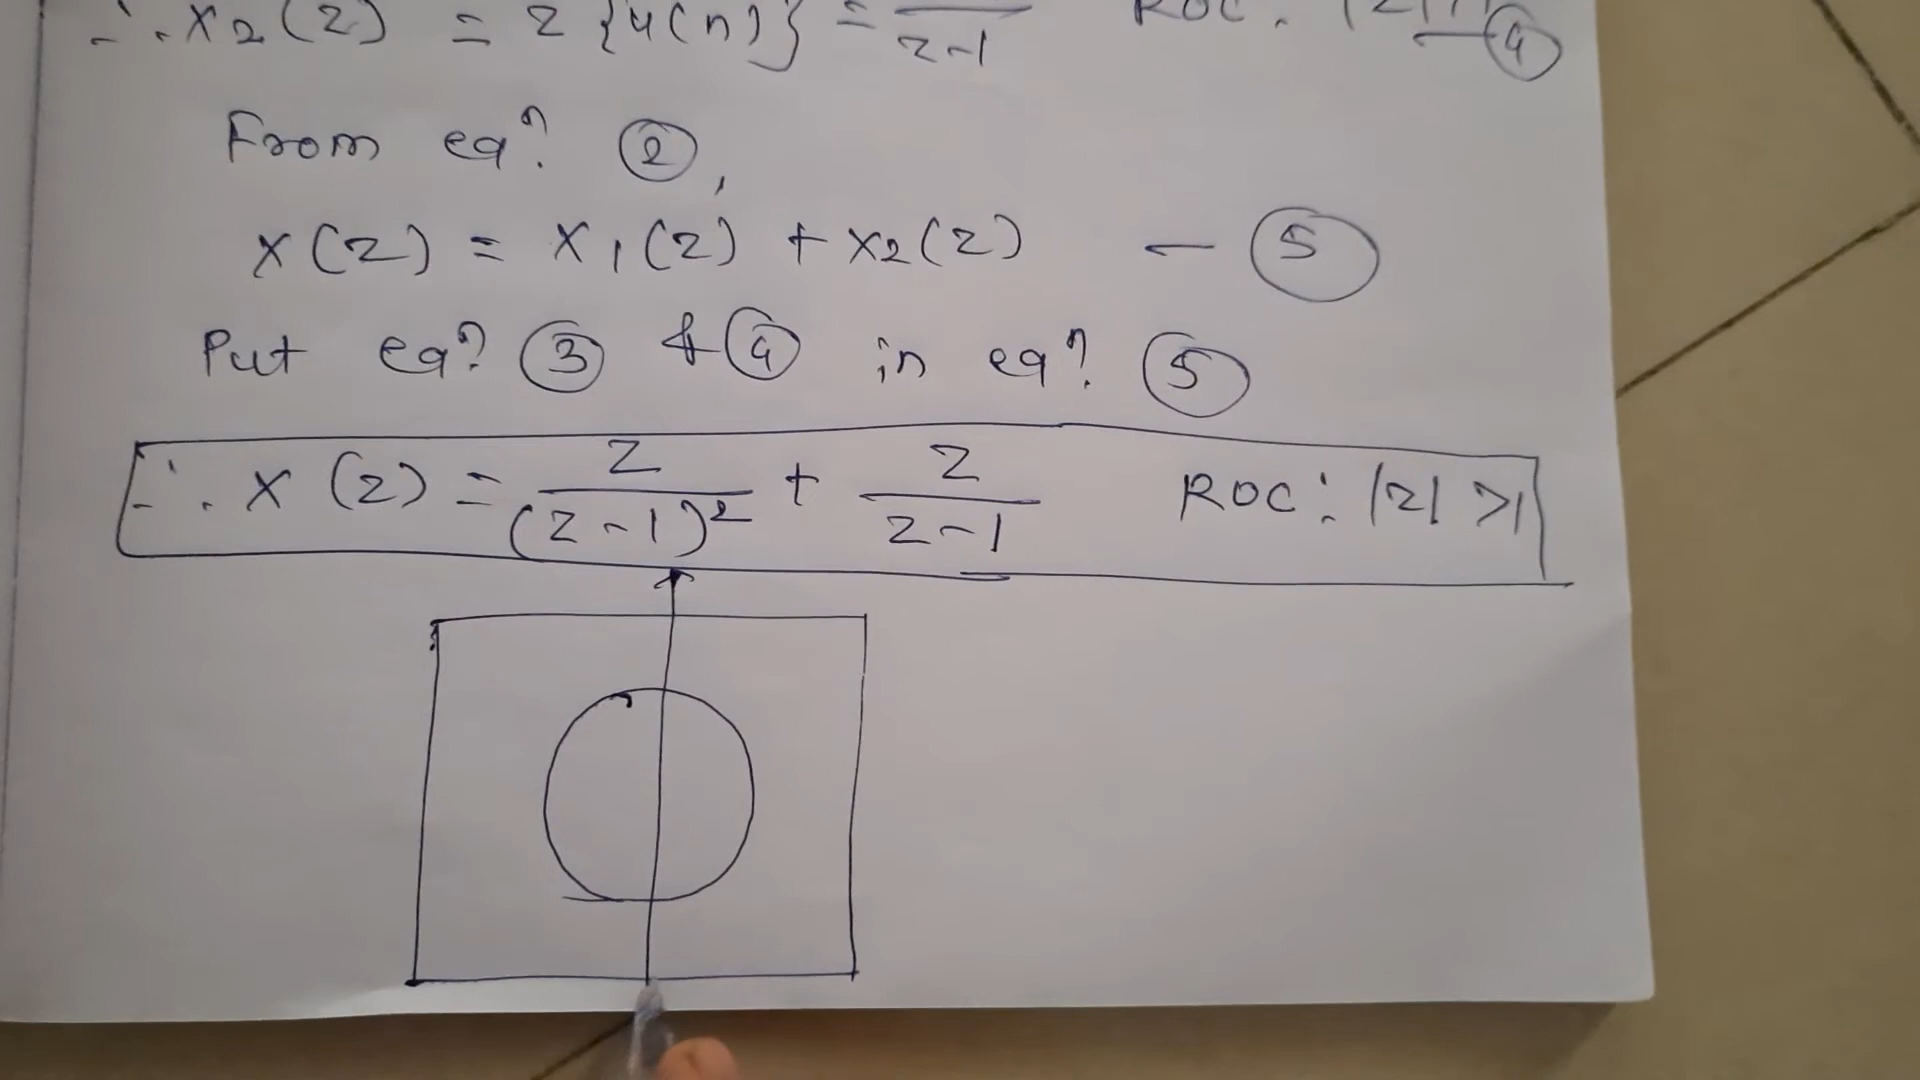 ∴ x2(z) = z{u(n)} = z-1 ROC: |z|>1 — 4
From eqn. 2,
x(z) = x1(z) + x2(z) — 5
Put eqn 3 & 4 in eqn. 5
∴ x(z) = z/(z-1)² + z/(z-1) ROC: |z| >1